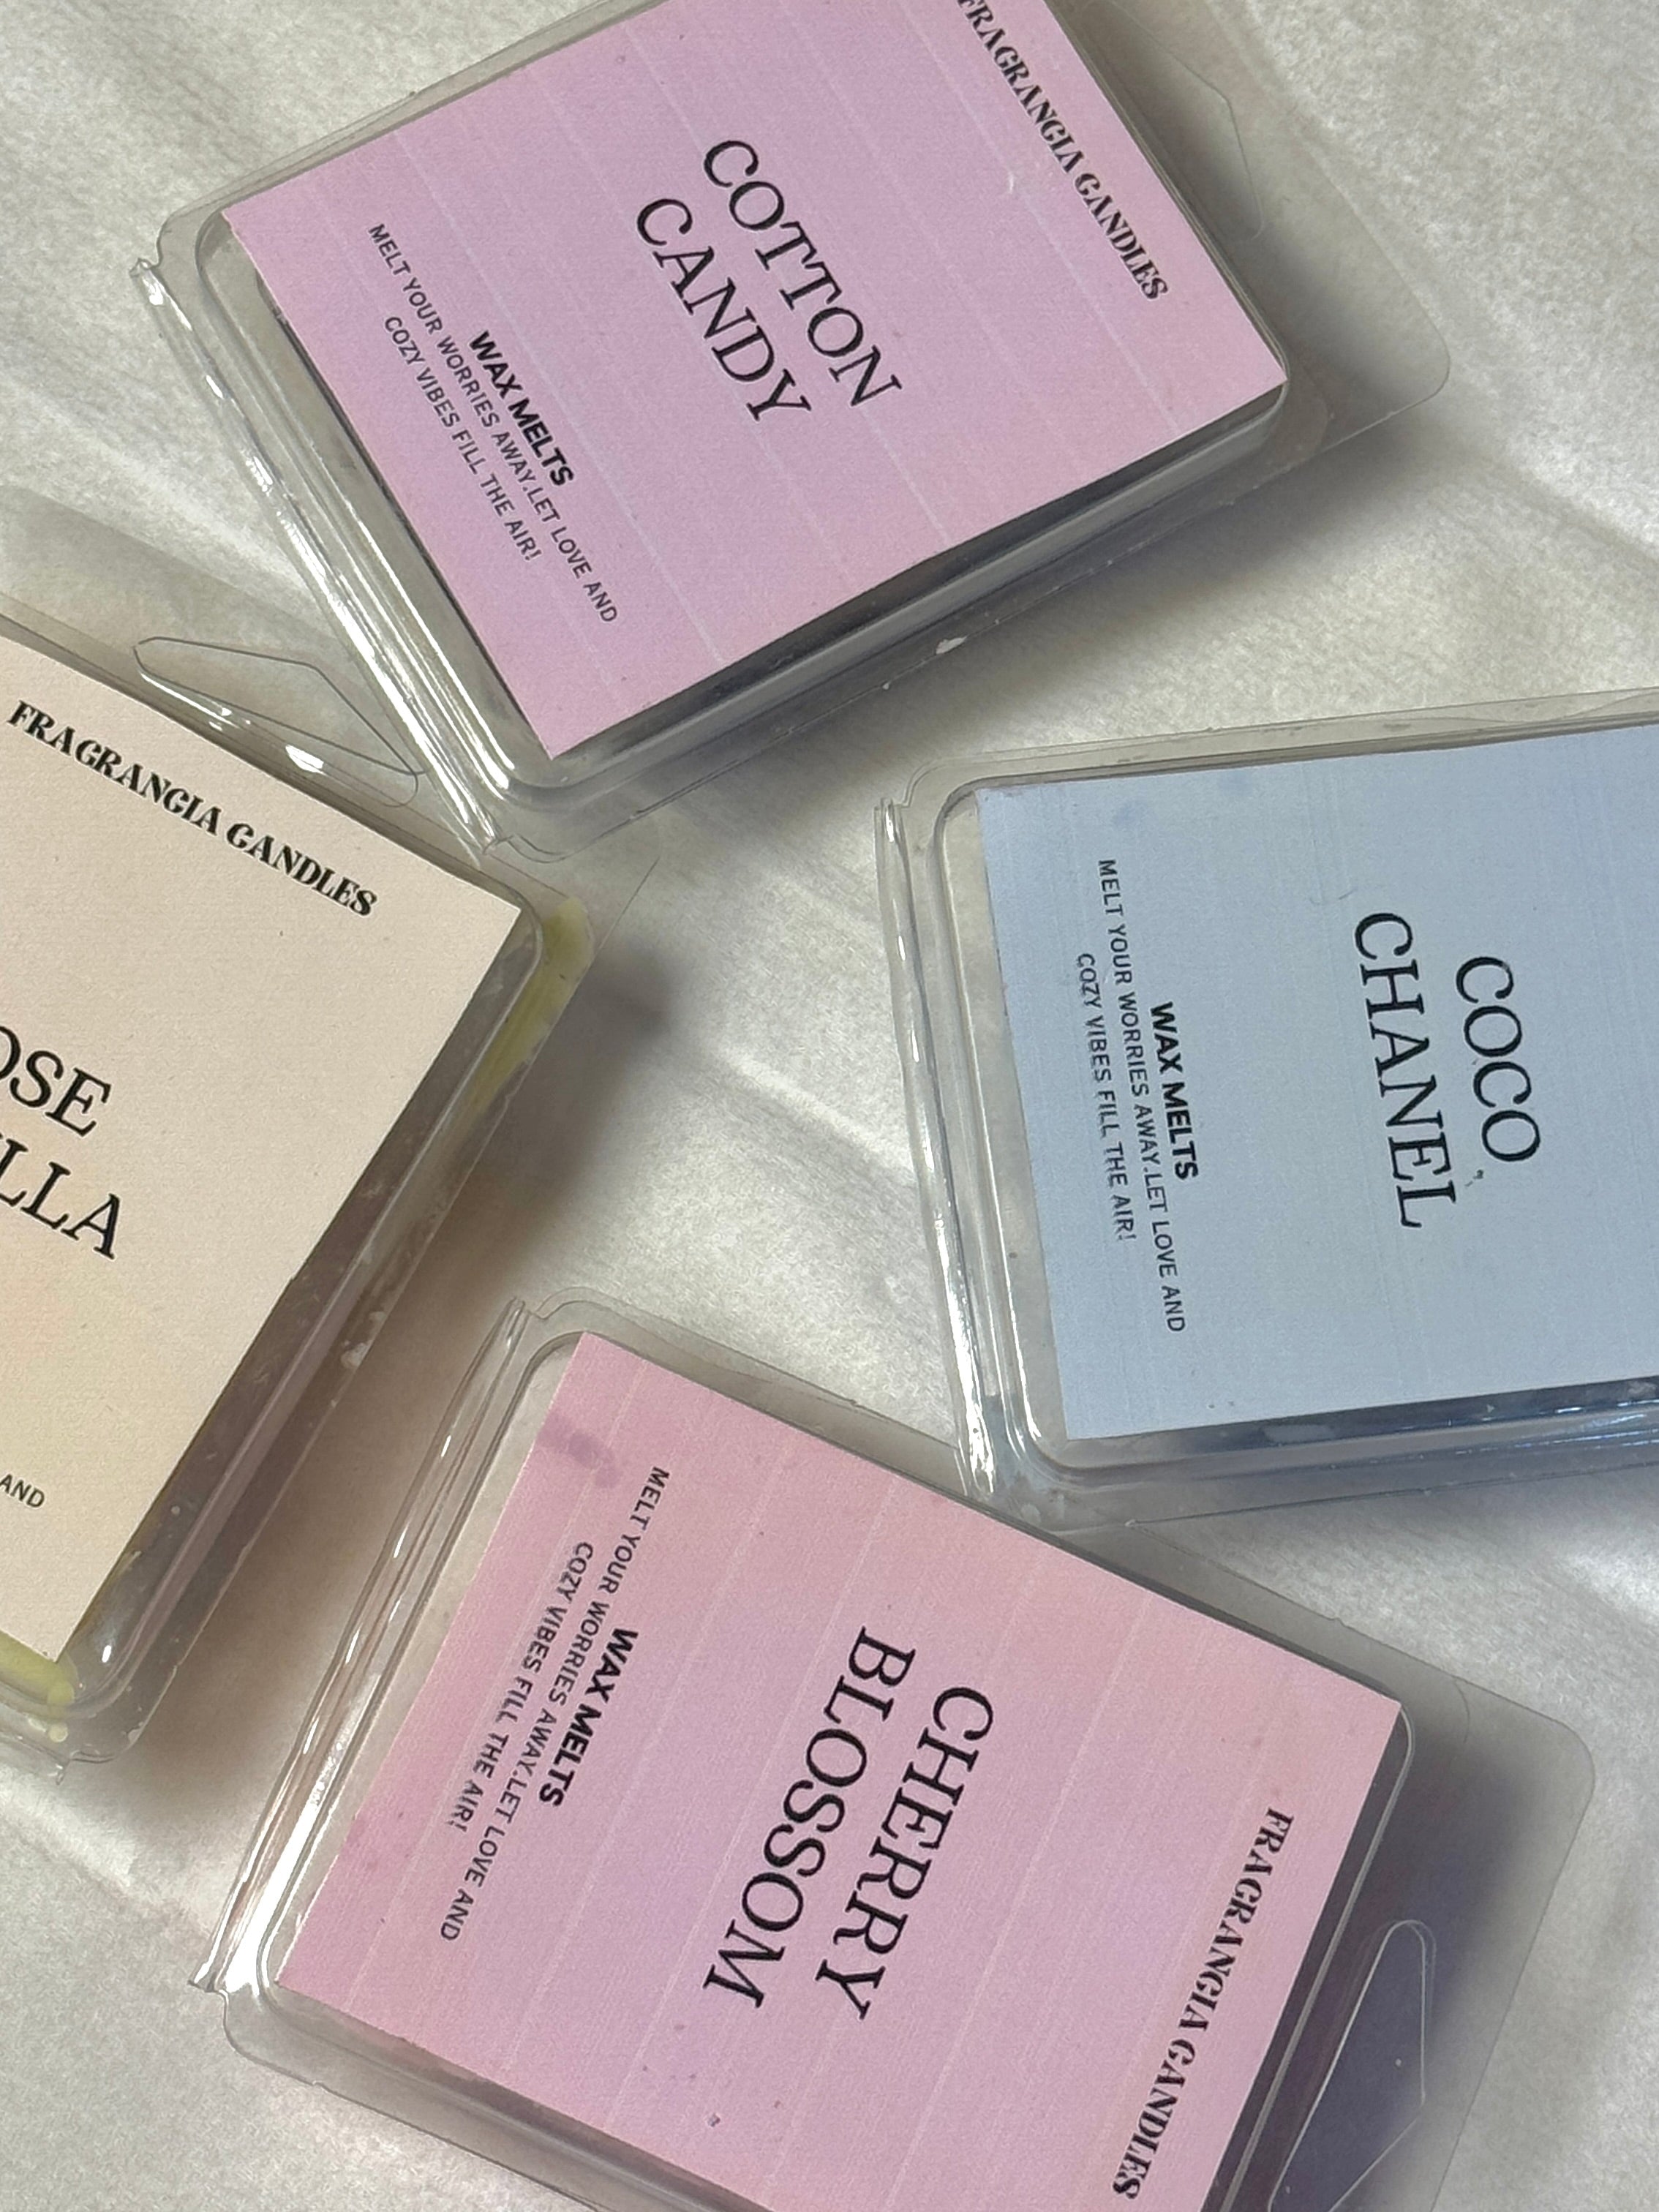 FRAGRANGIA CANDLES
COTTON
CANDY
WAX MELTS
MELT YOUR WORRIES AWAY.LET LOVE AND
COZY VIBES FILL THE AIR!
FRAGRANGIA CANDLES
OSE
LLA
AND
COCO
CHANEL
WAX MELTS
MELT YOUR WORRIES AWAY.LET LOVE AND
COZY VIBES FILL THE AIR!
FRAGRANGIA CANDLES
CHERRY
BLOSSOM
WAX MELTS
MELT YOUR WORRIES AWAY.LET LOVE AND
COZY VIBES FILL THE AIR!